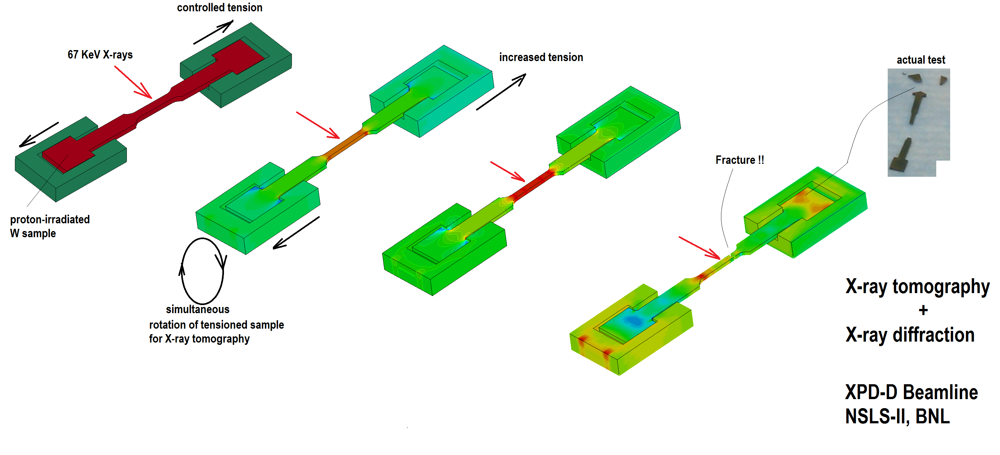 controlled tension
67 KeV X-rays
increased tension
actual test
Fracture !!
proton-irradiated
W sample
simultaneous
rotation of tensioned sample
for X-ray tomography
X-ray tomography
+
X-ray diffraction
XPD-D Beamline
NSLS-II, BNL